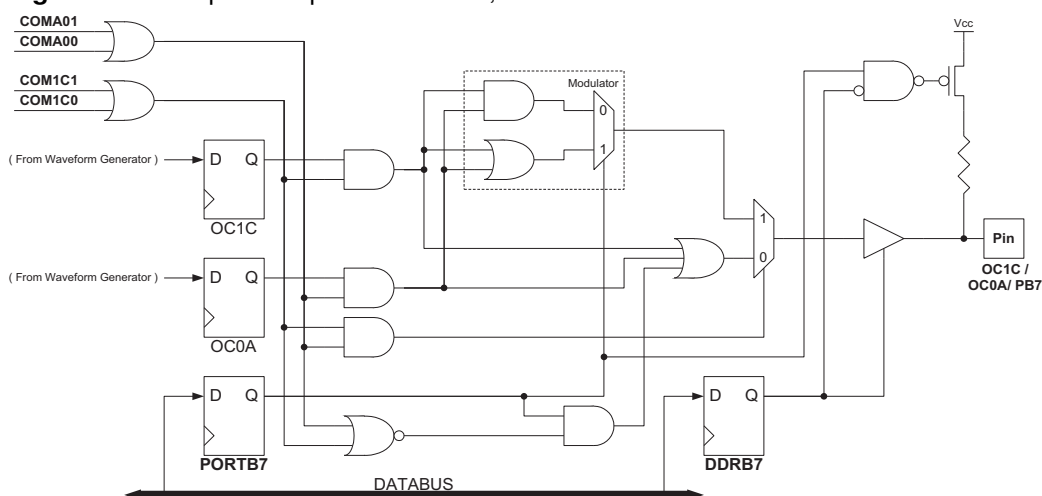 COMA01
COMA00
COM1C1
COM1C0
Vcc
Modulator
0
1
( From Waveform Generator )
D Q
OC1C
1
0
Pin
OC1C /
OC0A/ PB7
( From Waveform Generator )
D Q
OC0A
D Q
PORTB7
D Q
DDRB7
DATABUS